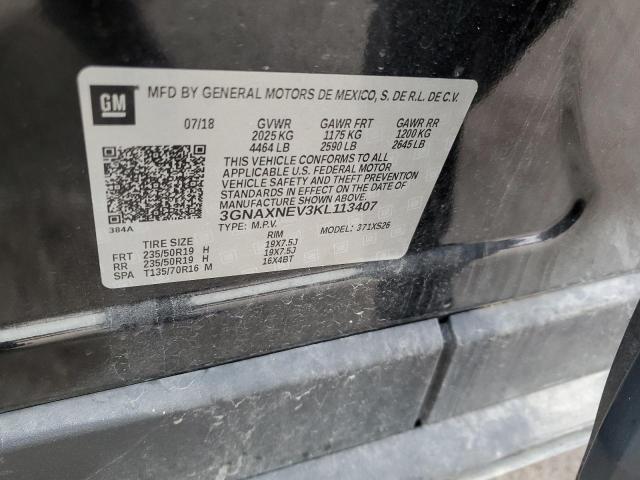 GM
MFD BY GENERAL MOTORS DE MEXICO, S. DE R.L. DE C.V.
07/18 GVWR GAWR FRT GAWR RR
2025 KG 1175 KG 1200 KG
4464 LB 2590 LB 2645 LB
THIS VEHICLE CONFORMS TO ALL
APPLICABLE U.S. FEDERAL MOTOR
VEHICLE SAFETY AND THEFT PREVENTION
STANDARDS IN EFFECT ON THE DATE OF
MANUFACTURE SHOWN ABOVE.
3GNAXNEV3KL113407
384A TYPE: M.P.V. MODEL: 371XS26
TIRE SIZE RIM
FRT 235/50R19 H 19X7.5J
RR 235/50R19 H 19X7.5J
SPA T135/70R16 M 16X4BT